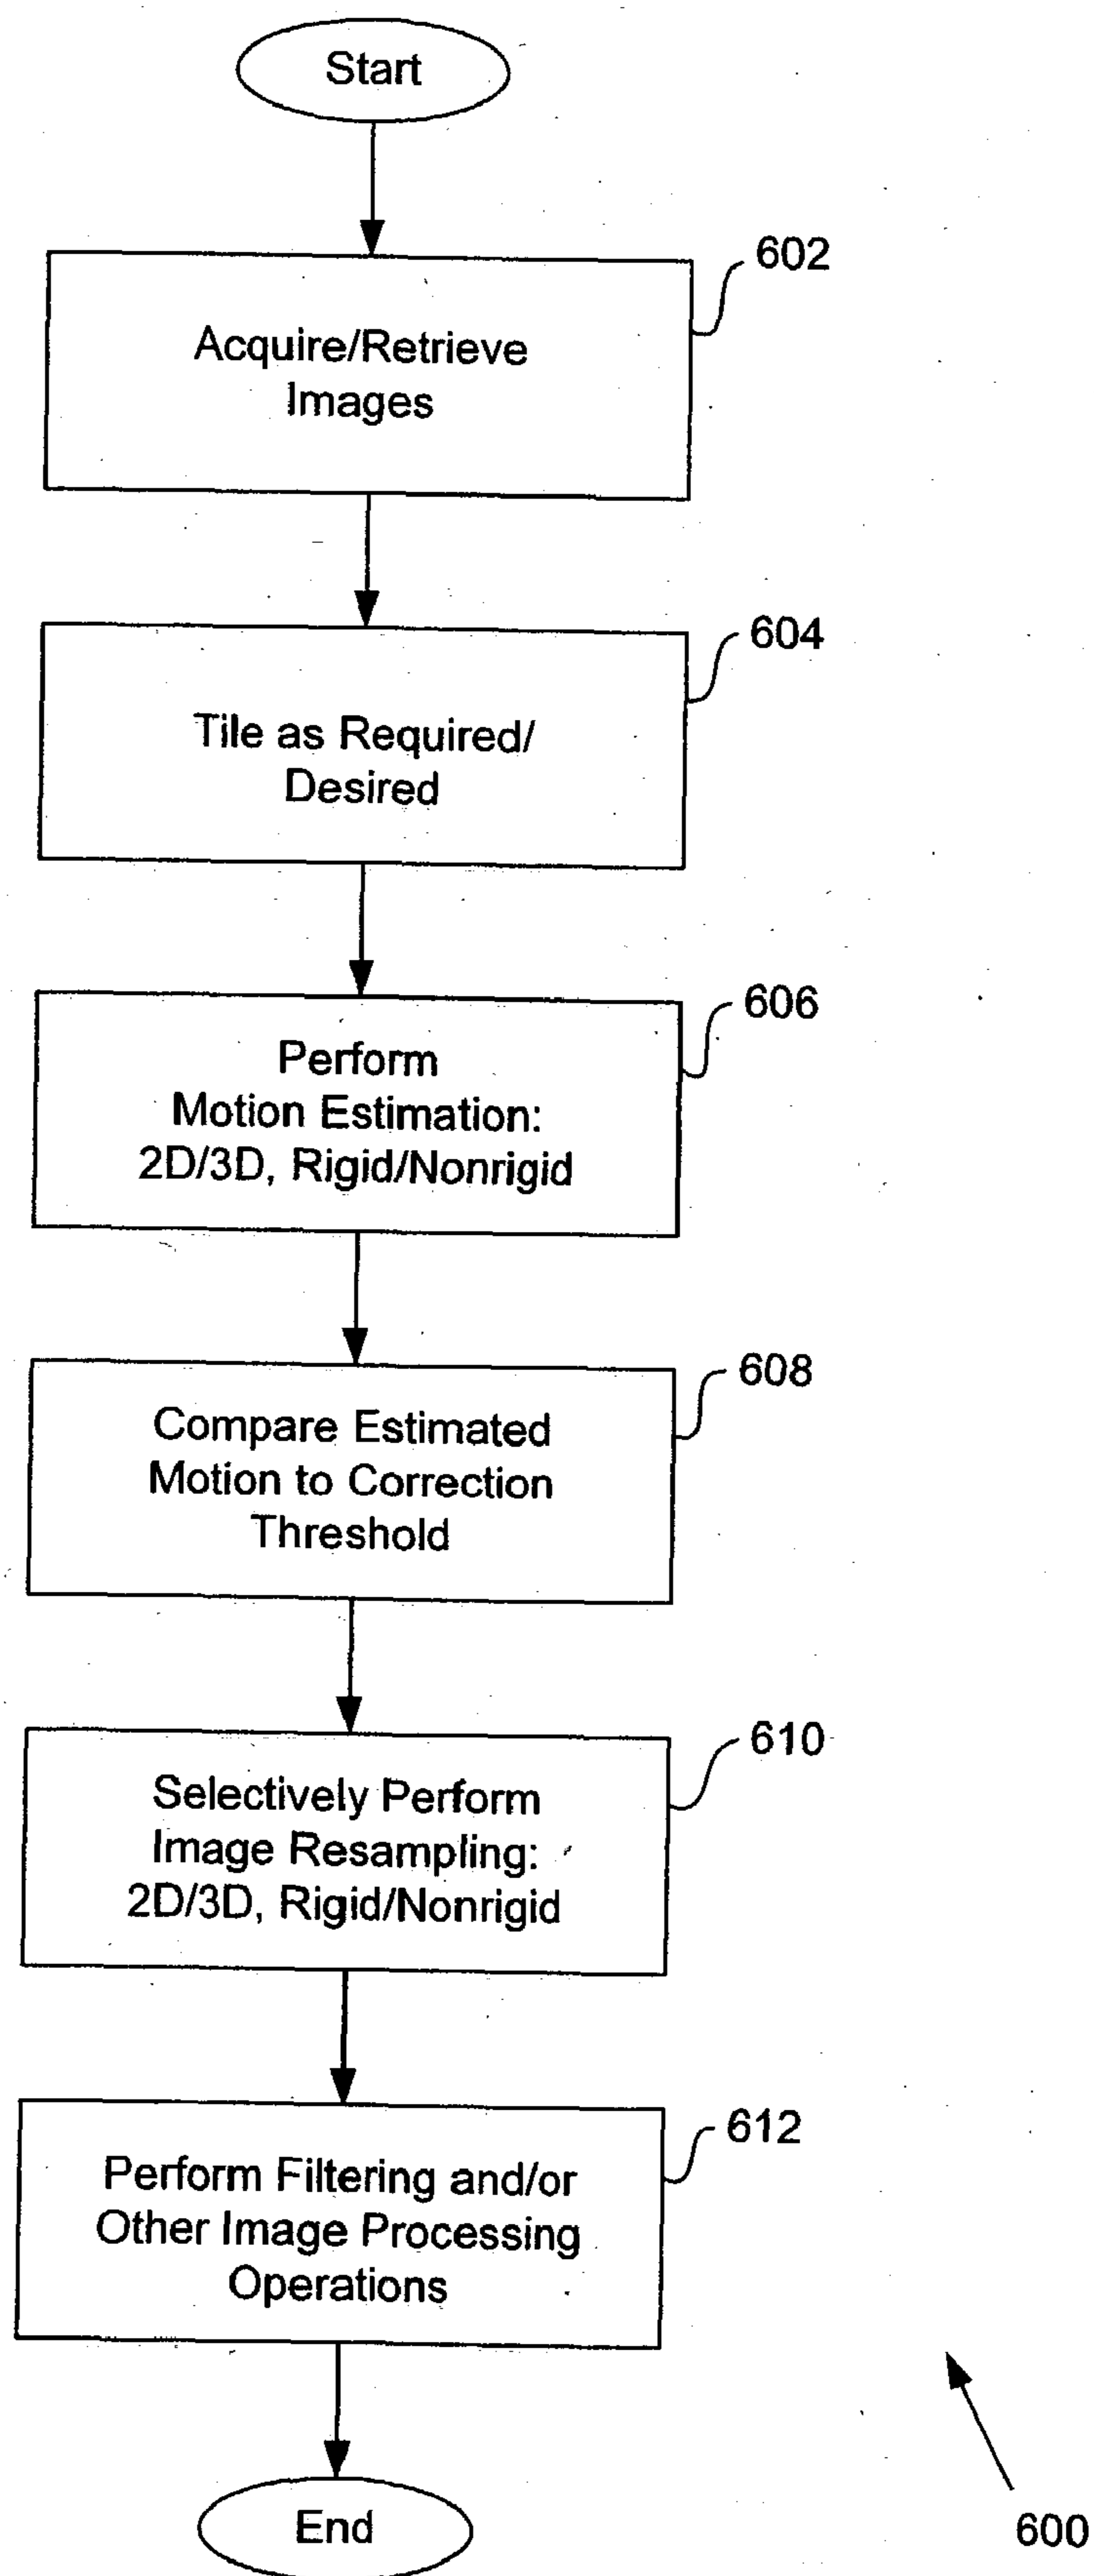 Start
602
Acquire/Retrieve
Images
604
Tile as Required/
Desired
606
Perform
Motion Estimation:
2D/3D, Rigid/Nonrigid
608
Compare Estimated
Motion to Correction
Threshold
610
Selectively Perform
Image Resampling:
2D/3D, Rigid/Nonrigid
612
Perform Filtering and/or
Other Image Processing
Operations
End
600